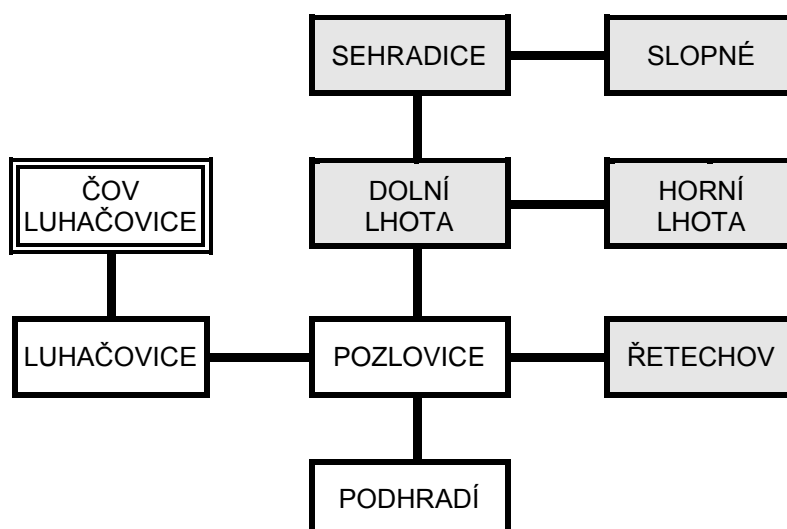 SEHRADICE
SLOPNÉ
ČOV
LUHAČOVICE
DOLNÍ
LHOTA
HORNÍ
LHOTA
LUHAČOVICE
POZLOVICE
ŘETECHOV
PODHRADÍ